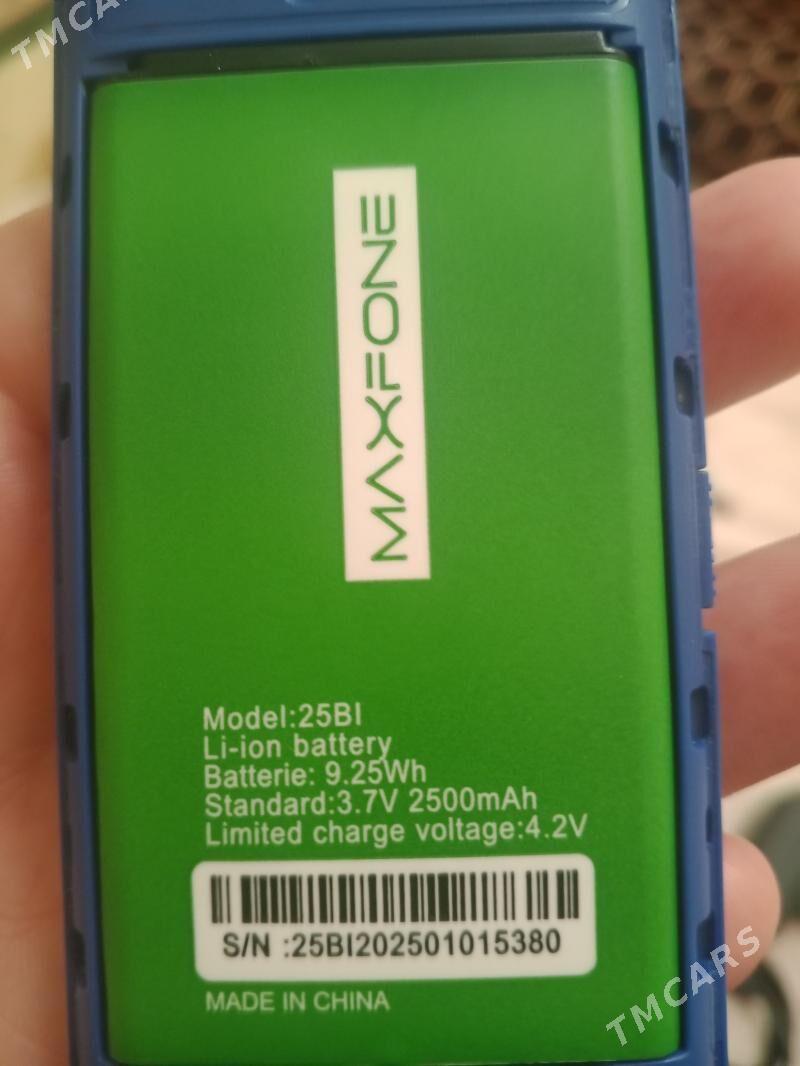 TMCARS
MAXFONE
Model:25BI
Li-ion battery
Batterie: 9.25Wh
Standard:3.7V 2500mAh
Limited charge voltage:4.2V
S/N :25BI202501015380
MADE IN CHINA
TMCARS